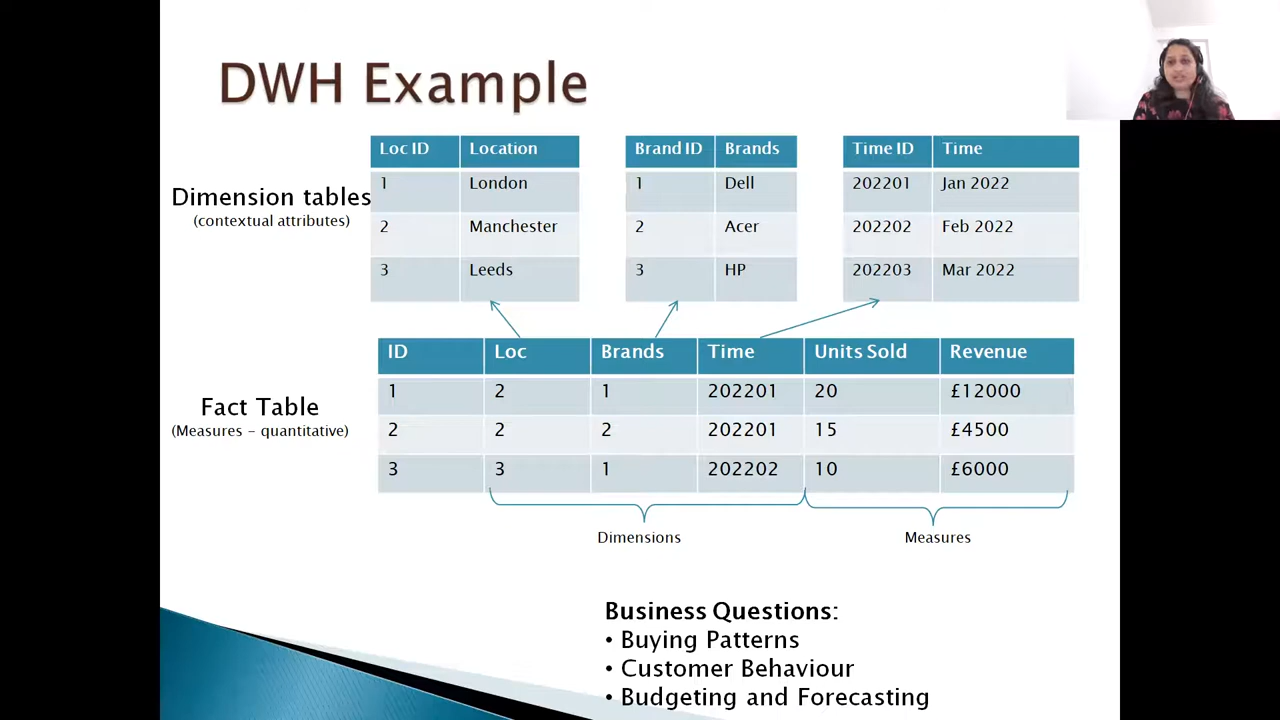 DWH Example
Loc ID Location
1 London
2 Manchester
3 Leeds
Brand ID Brands
1 Dell
2 Acer
3 HP
Time ID Time
202201 Jan 2022
202202 Feb 2022
202203 Mar 2022
Dimension tables
(contextual attributes)
Fact Table
(Measures - quantitative)
ID Loc Brands Time Units Sold Revenue
1 2 1 202201 20 £12000
2 2 2 202201 15 £4500
3 3 1 202202 10 £6000
Dimensions
Measures
Business Questions:
• Buying Patterns
• Customer Behaviour
• Budgeting and Forecasting